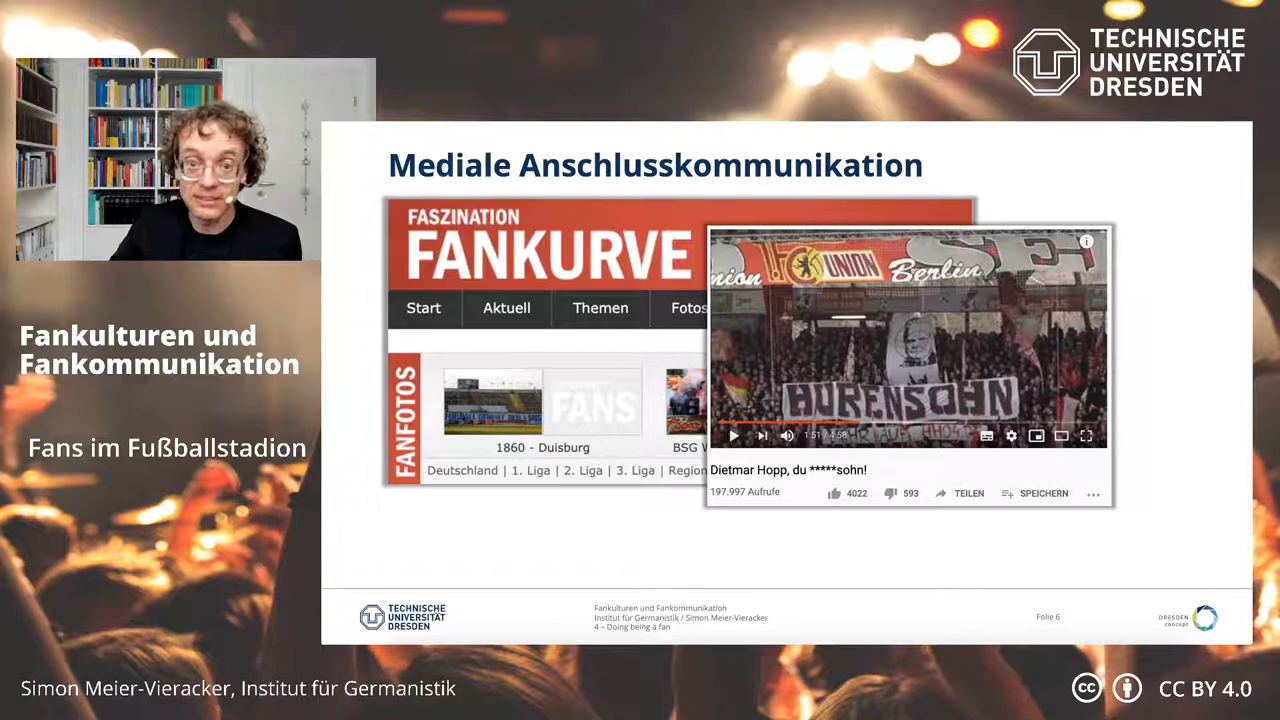 TECHNISCHE
UNIVERSITÄT
DRESDEN
Mediale Anschlusskommunikation
FASZINATION
FANKURVE
Start
Aktuell
Themen
Fotos
FANFOTOS
FANS
1860 - Duisburg
BSG W
Deutschland | 1. Liga | 2. Liga | 3. Liga | Region
nion
UNION
Berlin
HURENSOHN
1:51 / 4:58
Dietmar Hopp, du *****sohn!
197.997 Aufrufe
4022
593
TEILEN
SPEICHERN
Fankulturen und
Fankommunikation
Fans im Fußballstadion
TECHNISCHE
UNIVERSITÄT
DRESDEN
Fankulturen und Fankommunikation
Institut für Germanistik / Simon Meier-Vieracker
4 – Doing being a fan
Folie 6
DRESDEN
concept
Simon Meier-Vieracker, Institut für Germanistik
cc
CC BY 4.0